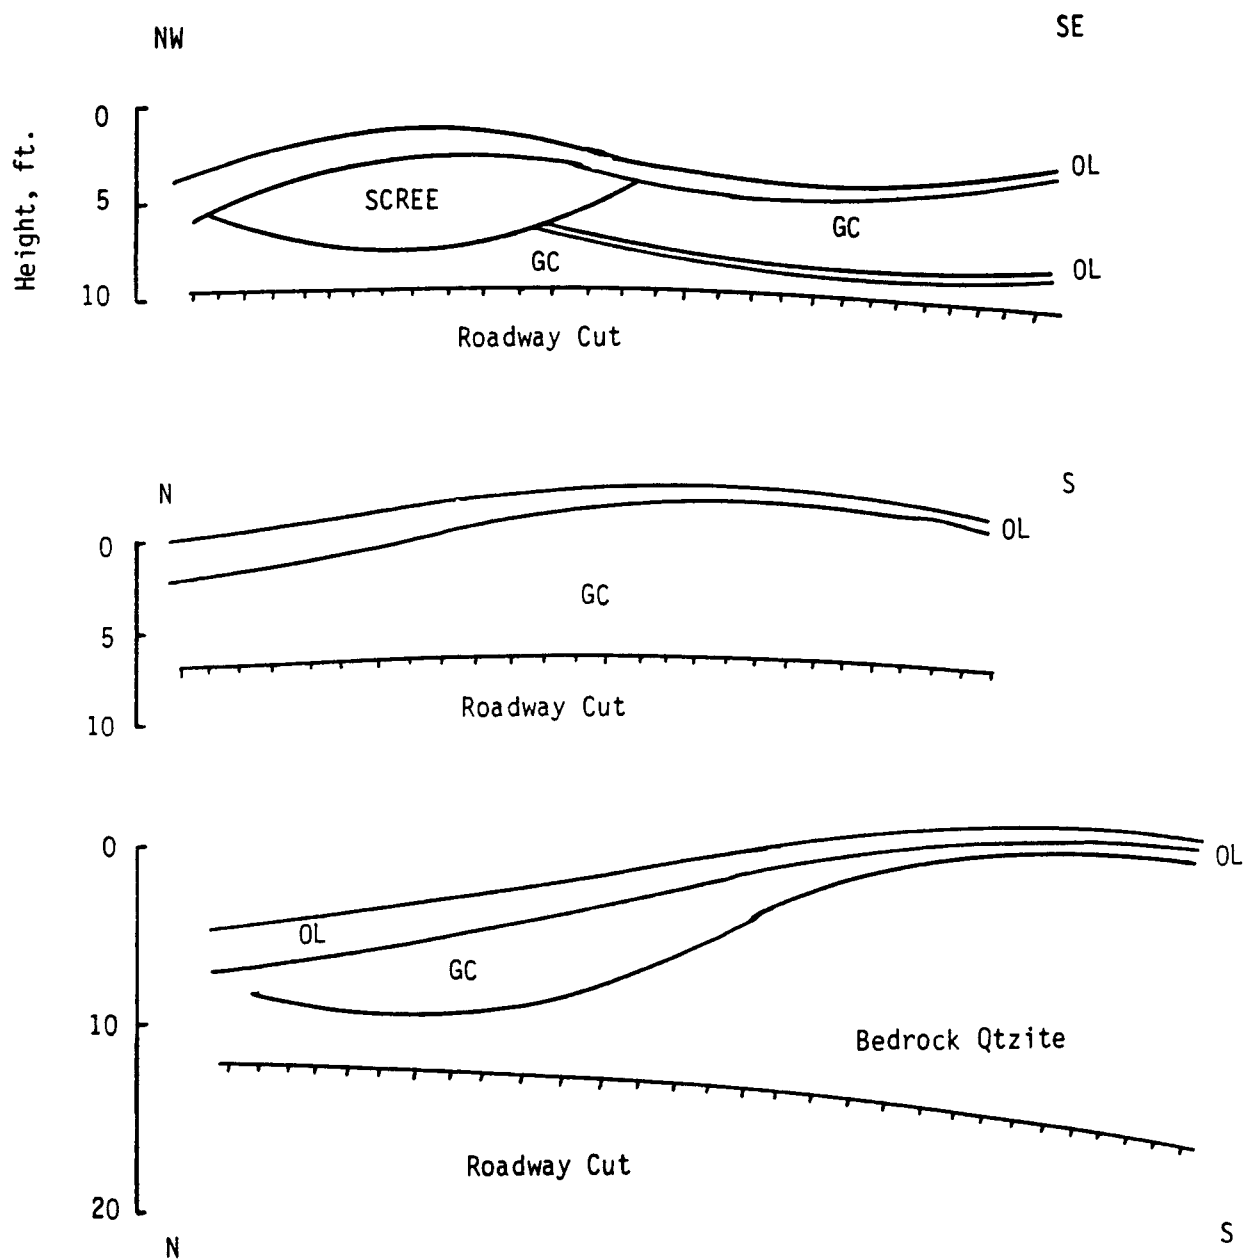 NW SE
0
Height, ft.
5
10
SCREE
OL
GC
GC
OL
Roadway Cut
N S
0
OL
GC
5
10
Roadway Cut
0
OL
OL
GC
10
Bedrock Qtzite
Roadway Cut
20
N S